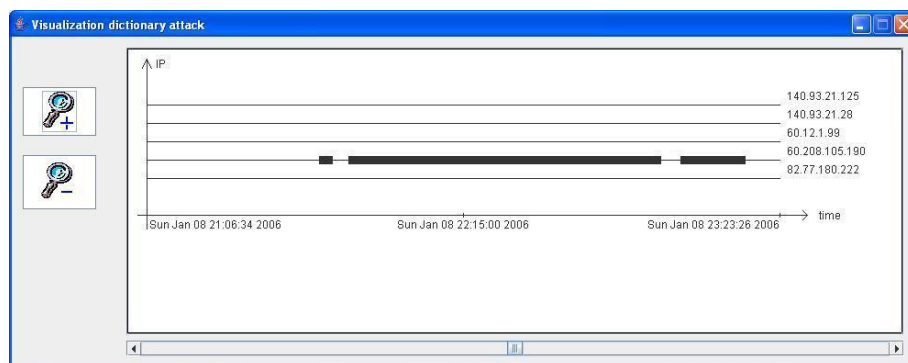 Visualization dictionary attack
IP
140.93.21.125
140.93.21.28
60.12.1.99
60.208.105.190
82.77.180.222
time
Sun Jan 08 21:06:34 2006
Sun Jan 08 22:15:00 2006
Sun Jan 08 23:23:26 2006